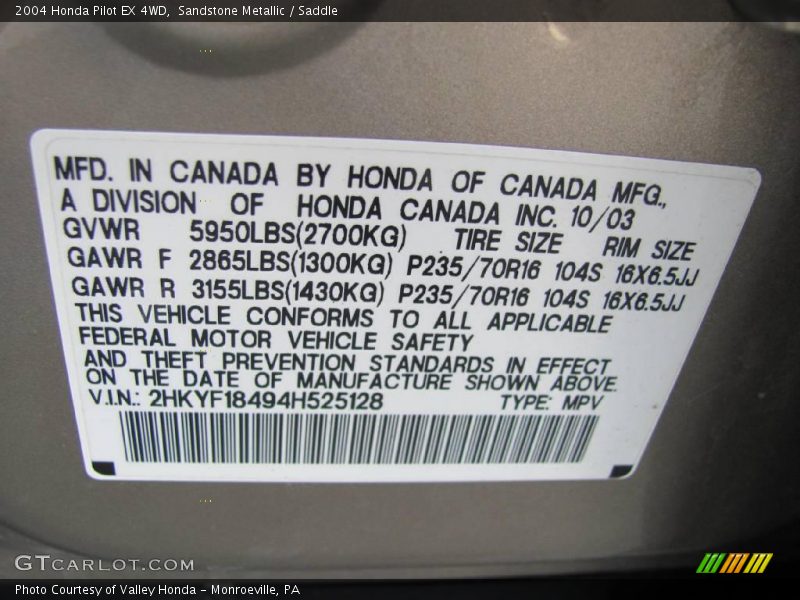 2004 Honda Pilot EX 4WD, Sandstone Metallic / Saddle
MFD. IN CANADA BY HONDA OF CANADA MFG.,
A DIVISION OF HONDA CANADA INC. 10/03
GVWR 5950LBS(2700KG) TIRE SIZE RIM SIZE
GAWR F 2865LBS(1300KG) P235/70R16 104S 16X6.5JJ
GAWR R 3155LBS(1430KG) P235/70R16 104S 16X6.5JJ
THIS VEHICLE CONFORMS TO ALL APPLICABLE
FEDERAL MOTOR VEHICLE SAFETY
AND THEFT PREVENTION STANDARDS IN EFFECT
ON THE DATE OF MANUFACTURE SHOWN ABOVE.
V.I.N.: 2HKYF18494H525128 TYPE: MPV
GTCARLOT.COM
Photo Courtesy of Valley Honda - Monroeville, PA